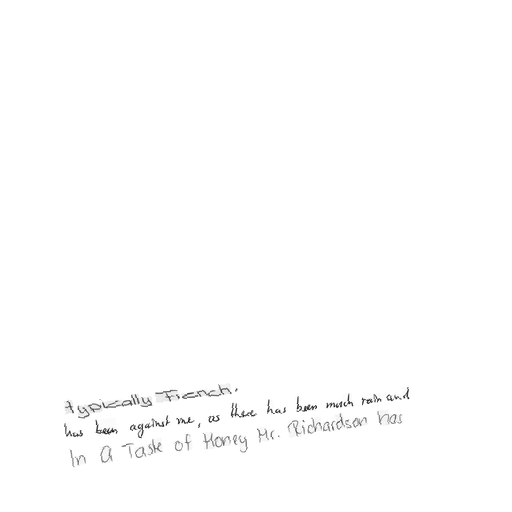 typically French.
has been against me, as there has been much rain and
In A Taste of Honey Mr. Richardson has